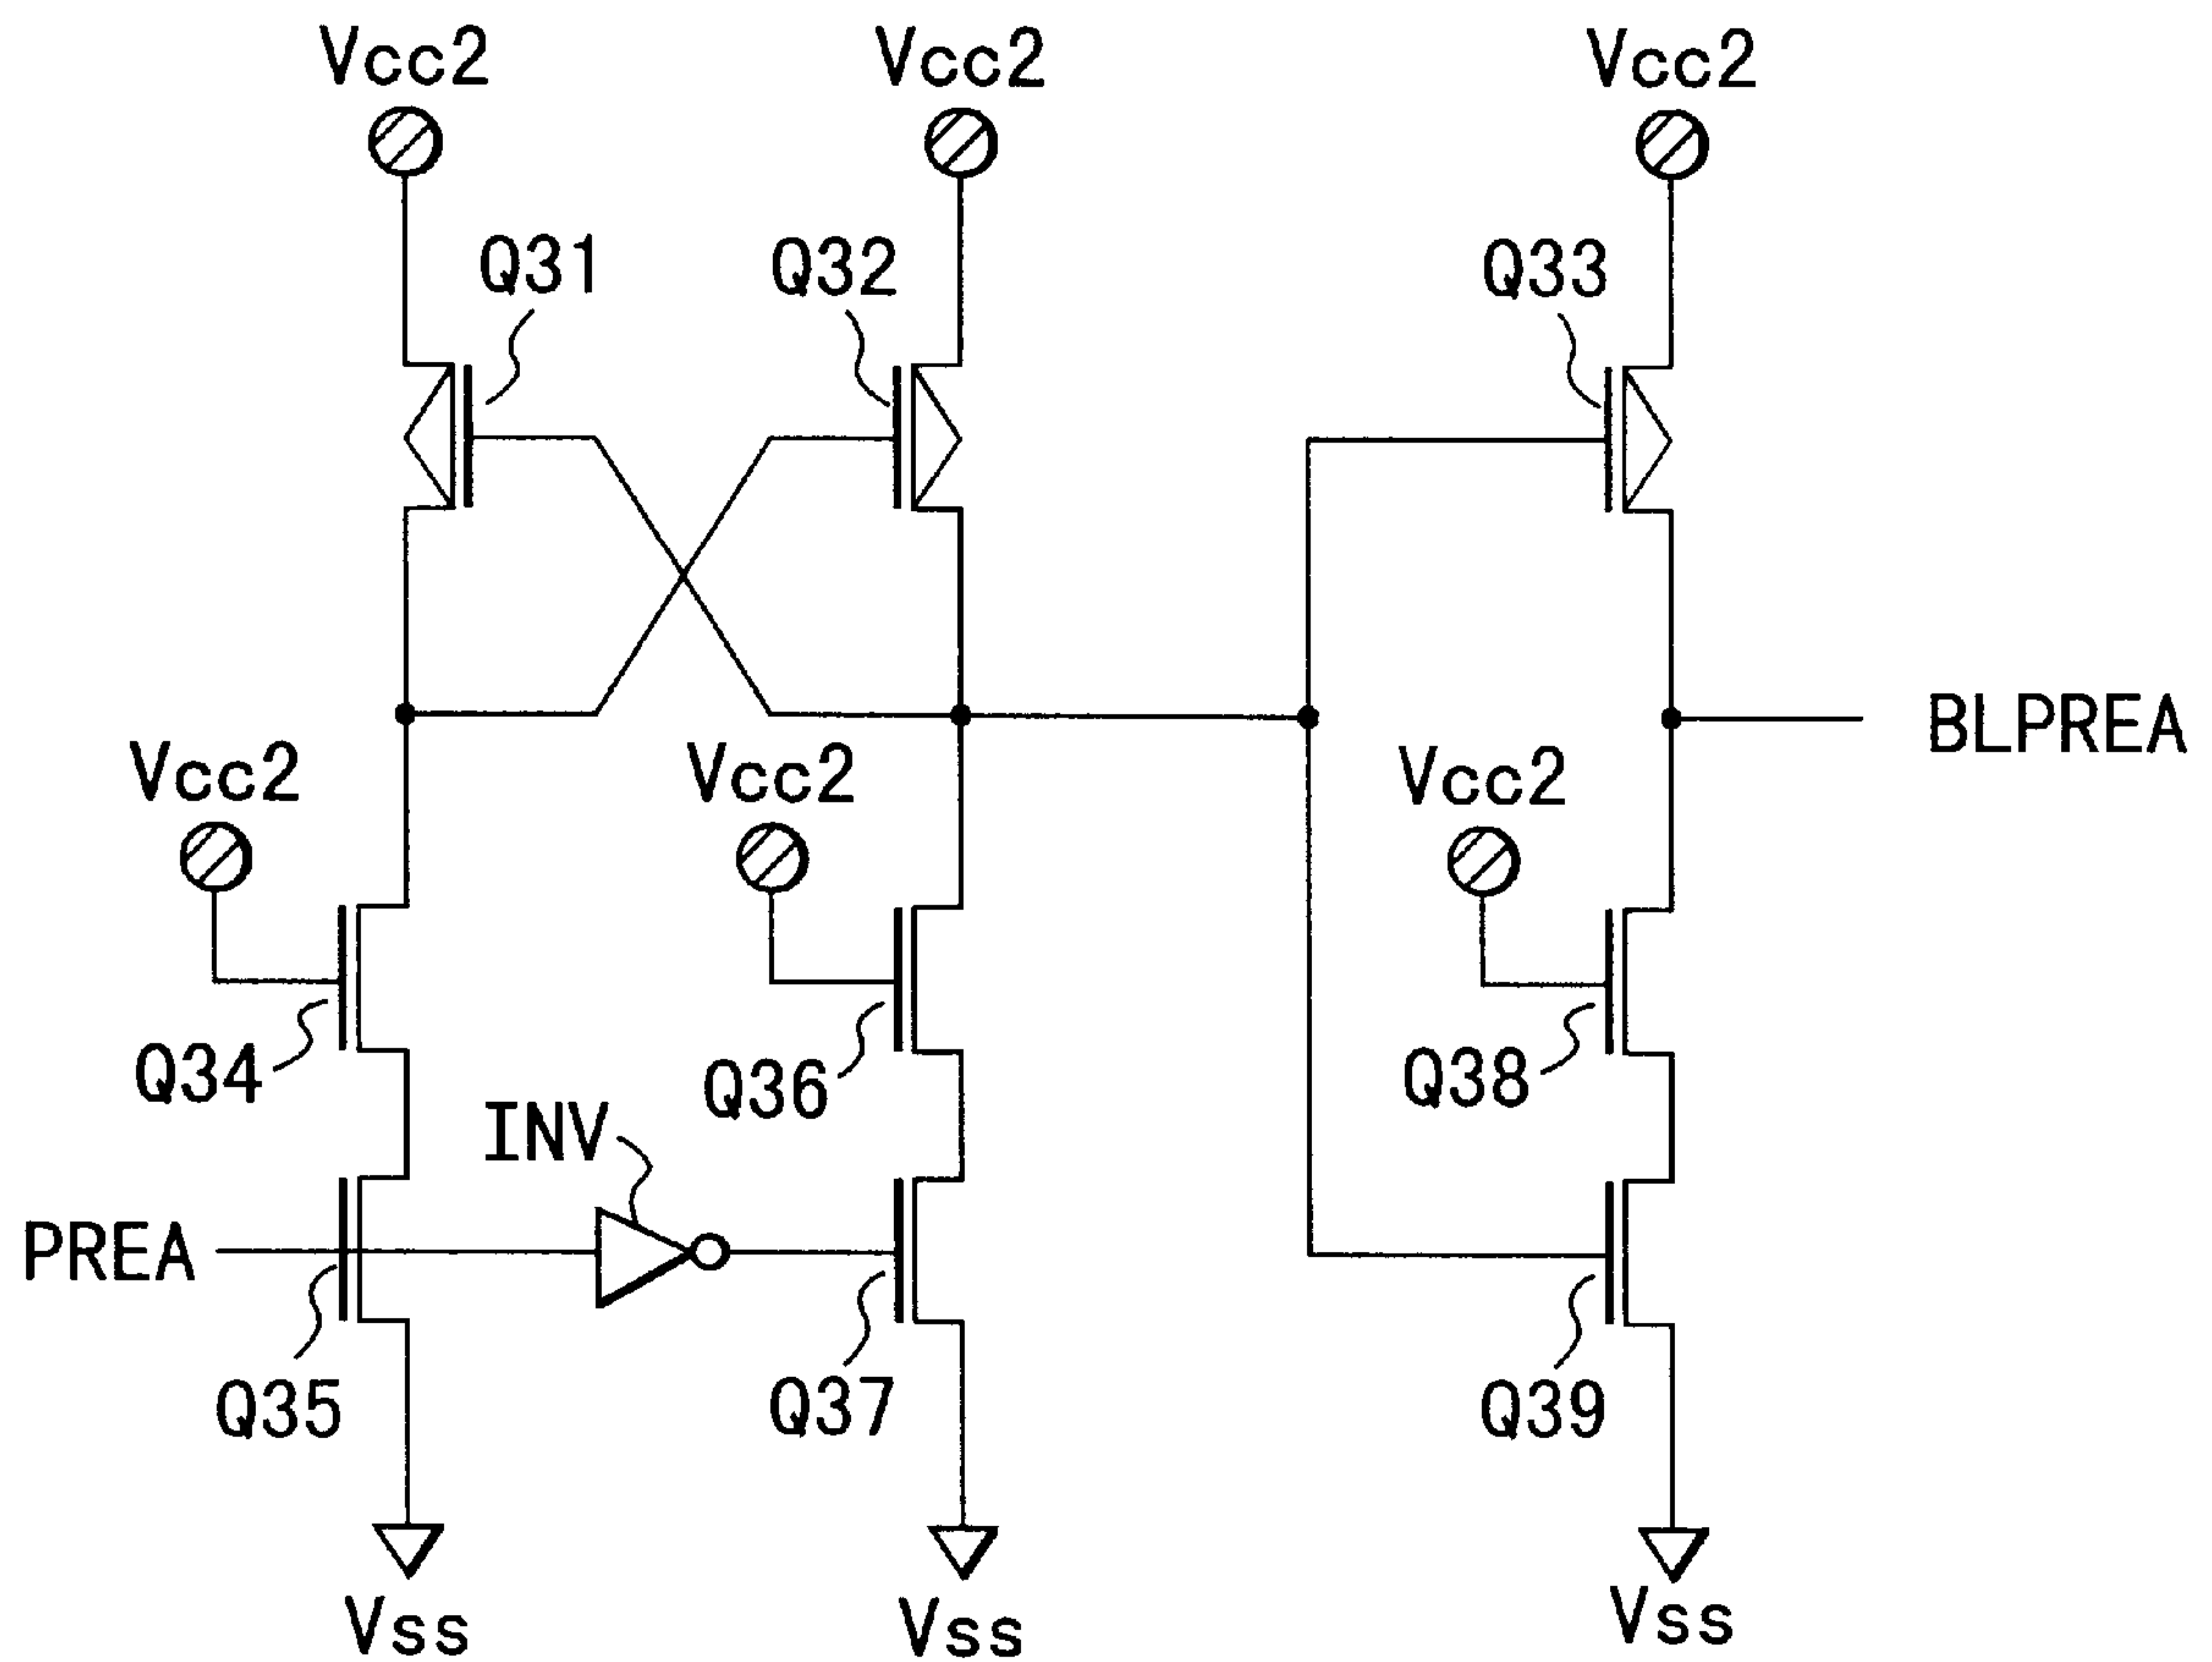 Vcc2
Vcc2
Vcc2
Q31
Q32
Q33
BLPREA
Vcc2
Vcc2
Vcc2
Q34
Q36
Q38
INV
PREA
Q35
Q37
Q39
Vss
Vss
Vss